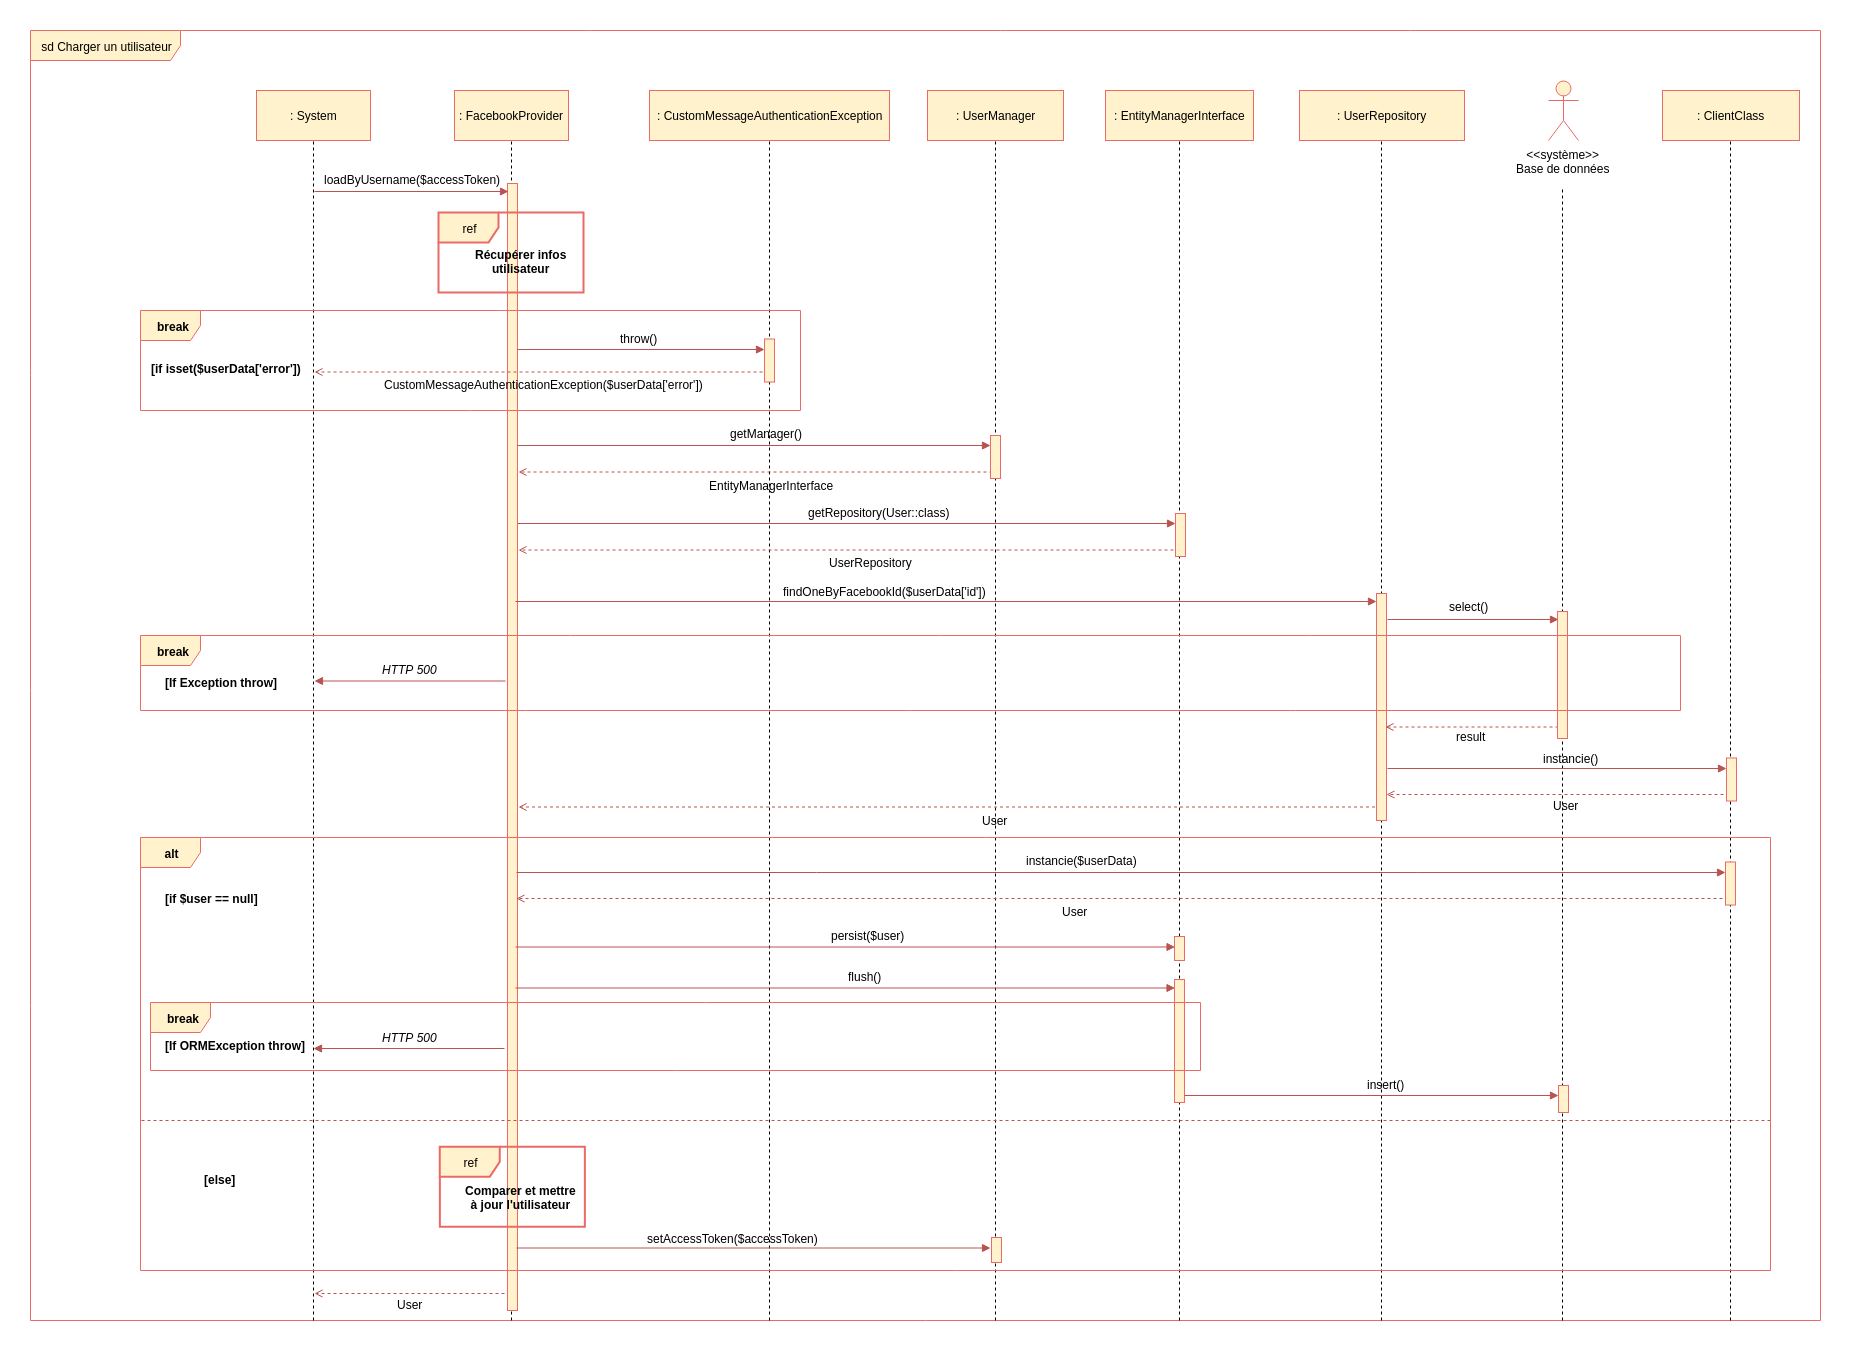 sd Charger un utilisateur
: System
: FacebookProvider
: CustomMessageAuthenticationException
: UserManager
: EntityManagerInterface
: UserRepository
<<système>>
Base de données
: ClientClass
loadByUsername($accessToken)
ref
Récupérer infos
utilisateur
break
[if isset($userData['error'])
throw()
CustomMessageAuthenticationException($userData['error'])
getManager()
EntityManagerInterface
getRepository(User::class)
UserRepository
findOneByFacebookId($userData['id'])
select()
break
[If Exception throw]
HTTP 500
result
instancie()
User
User
alt
[if $user == null]
instancie($userData)
User
persist($user)
flush()
break
[If ORMException throw]
HTTP 500
insert()
[else]
ref
Comparer et mettre
à jour l'utilisateur
setAccessToken($accessToken)
User